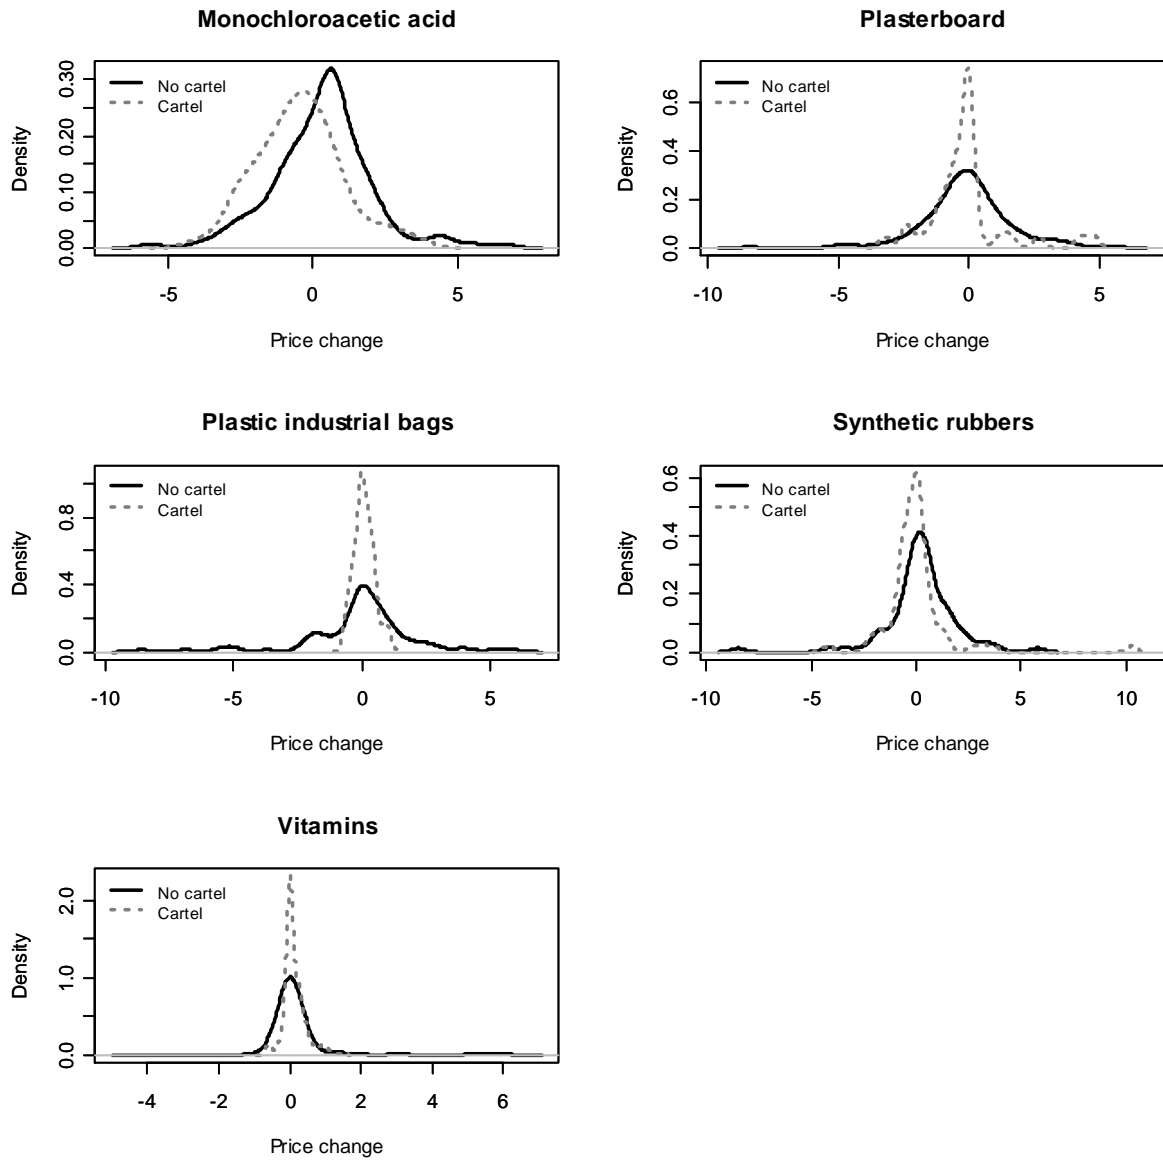 Monochloroacetic acid
Density
0.00
0.10
0.20
0.30
No cartel
Cartel
-5
0
5
Price change
Plasterboard
Density
0.0
0.2
0.4
0.6
No cartel
Cartel
-10
-5
0
5
Price change
Plastic industrial bags
Density
0.0
0.4
0.8
No cartel
Cartel
-10
-5
0
5
Price change
Synthetic rubbers
Density
0.0
0.2
0.4
0.6
No cartel
Cartel
-10
-5
0
5
10
Price change
Vitamins
Density
0.0
1.0
2.0
No cartel
Cartel
-4
-2
0
2
4
6
Price change